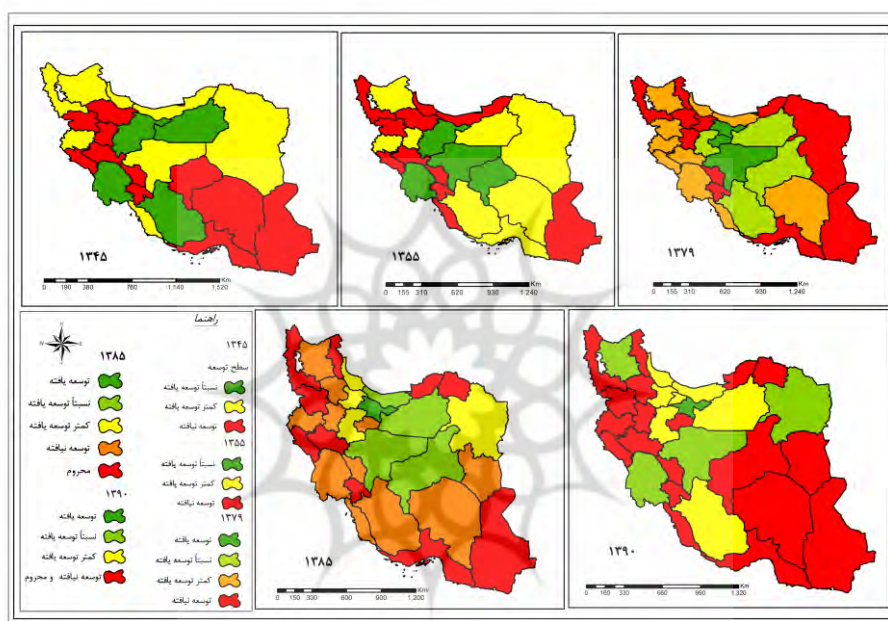 ۱۳۴۵
Km
0 190 380 760 1,140 1,520
۱۳۵۵
Km
0 155 310 620 930 1,240
۱۳۷۹
Km
0 155 310 620 930 1,240
راهنما
۱۳۴۵
سطح توسعه
نسبتاً توسعه یافته
کمتر توسعه یافته
توسعه نیافته
۱۳۵۵
نسبتاً توسعه یافته
کمتر توسعه یافته
توسعه نیافته
۱۳۷۹
توسعه یافته
نسبتاً توسعه یافته
کمتر توسعه یافته
توسعه نیافته
N
۱۳۸۵
توسعه یافته
نسبتاً توسعه یافته
کمتر توسعه یافته
توسعه نیافته
محروم
۱۳۹۰
توسعه یافته
نسبتاً توسعه یافته
کمتر توسعه یافته
توسعه نیافته و محروم
۱۳۸۵
Km
0 150 300 600 900 1,200
۱۳۹۰
Km
0 165 330 660 990 1,320